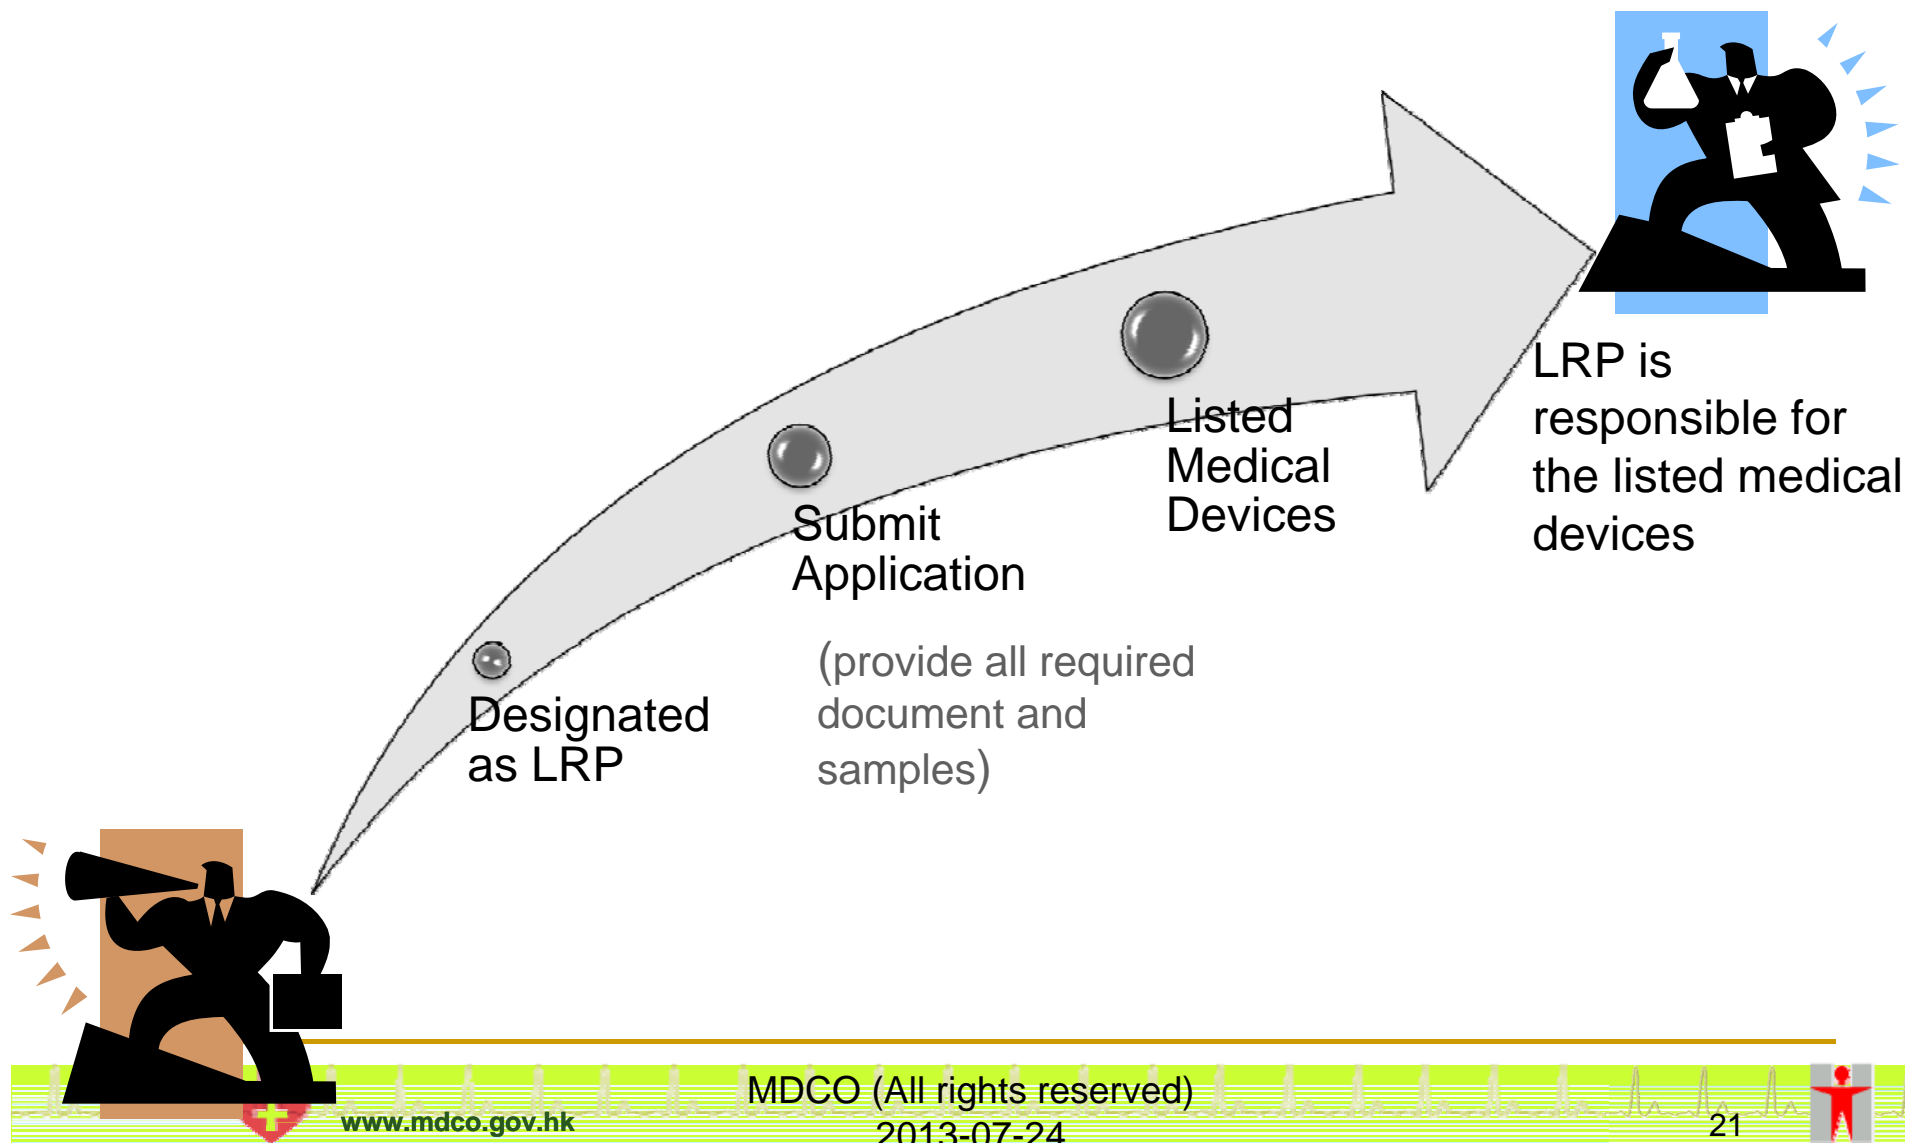 LRP is
responsible for
the listed medical
devices
Listed
Medical
Devices
Submit
Application
(provide all required
document and
samples)
Designated
as LRP
MDCO (All rights reserved)
2013-07-24
www.mdco.gov.hk
21